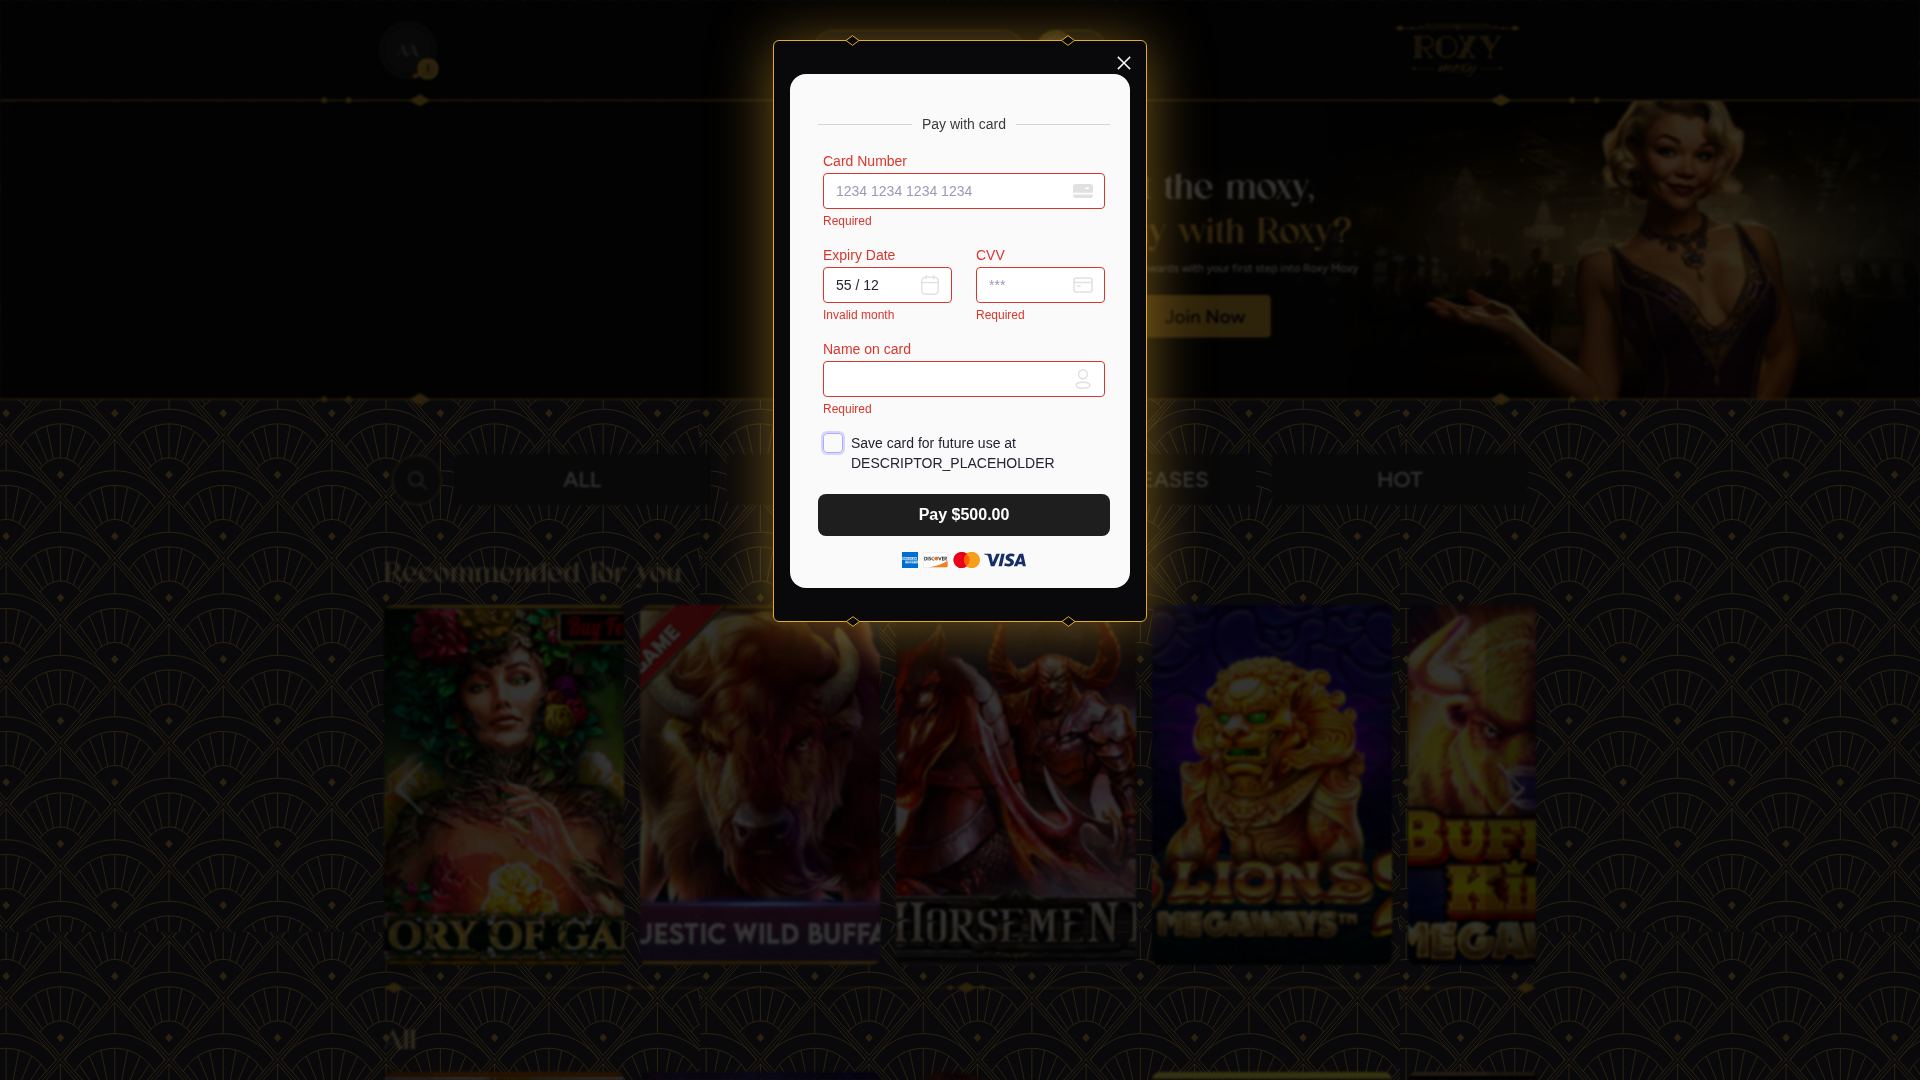 AA
ROXY
moxy
Pay with card
Card Number
1234 1234 1234 1234
Required
Expiry Date
CVV
55 / 12
***
Invalid month
Required
Name on card
Required
Save card for future use at
DESCRIPTOR_PLACEHOLDER
Pay $500.00
AMERICAN EXPRESS
DISCOVER
VISA
the moxy,
with Roxy?
wards with your first step into Roxy Moxy
Join Now
ALL
EASES
HOT
Recommended for you
Buy Fe
ORY OF GA
GAME
JESTIC WILD BUFFA
HORSEMEN
LIONS
MEGAWAYS™
BUFF
KI
MEGAW
All